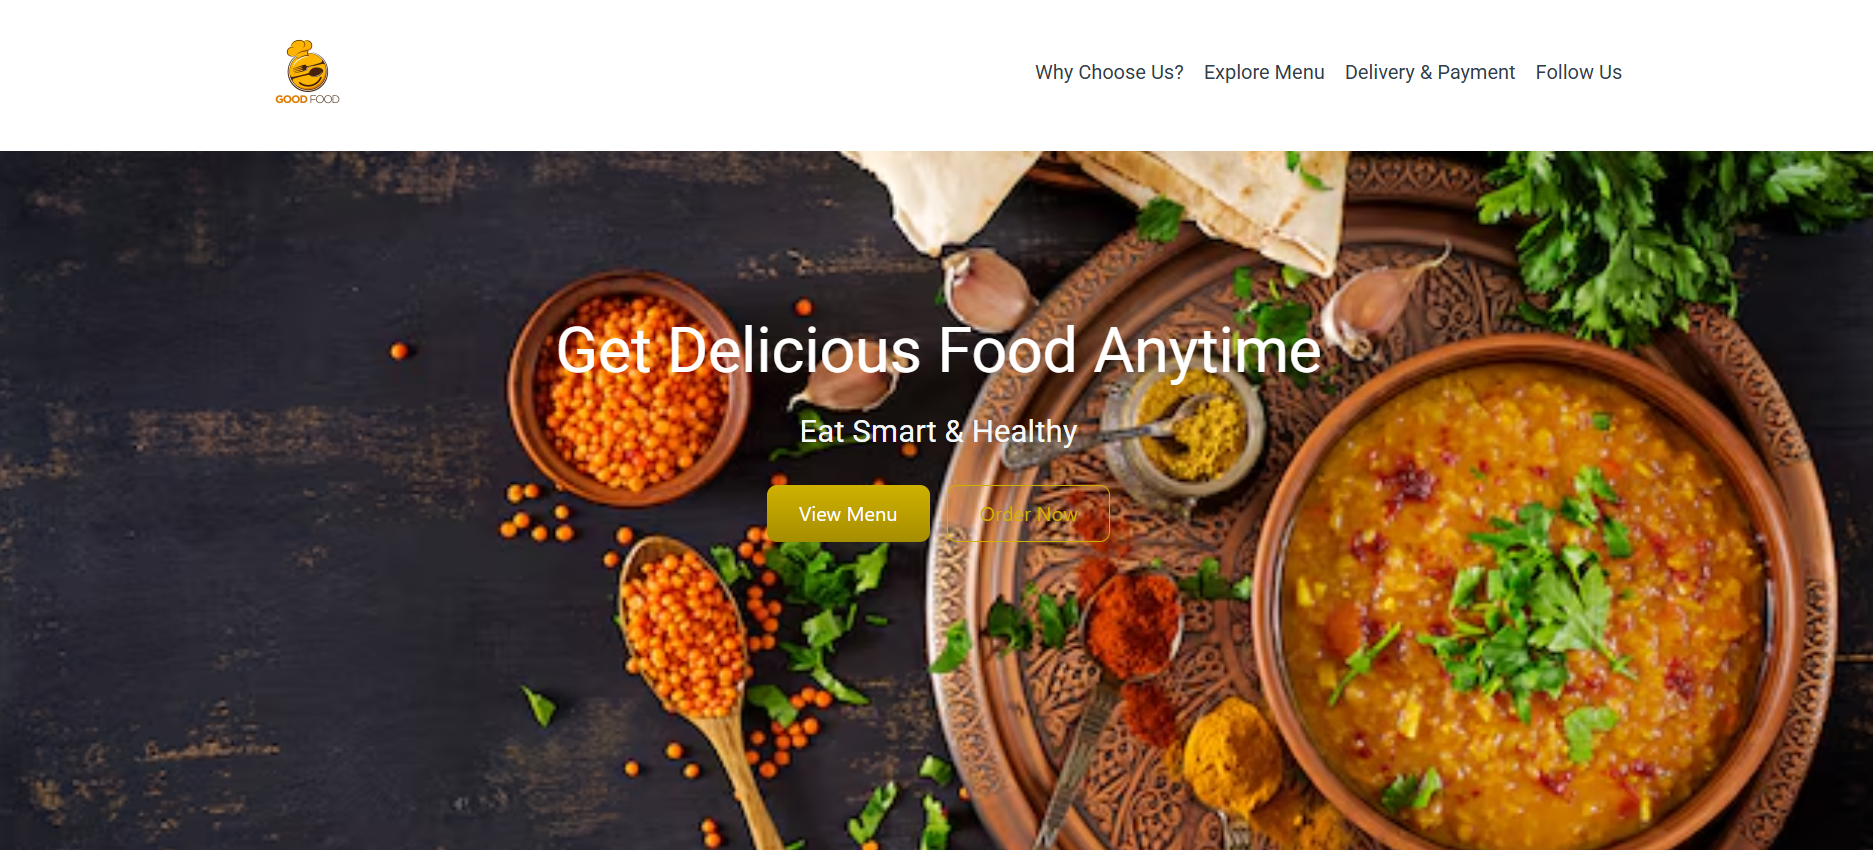 GOOD FOOD
Why Choose Us? Explore Menu Delivery & Payment Follow Us
Get Delicious Food Anytime
Eat Smart & Healthy
View Menu Order Now